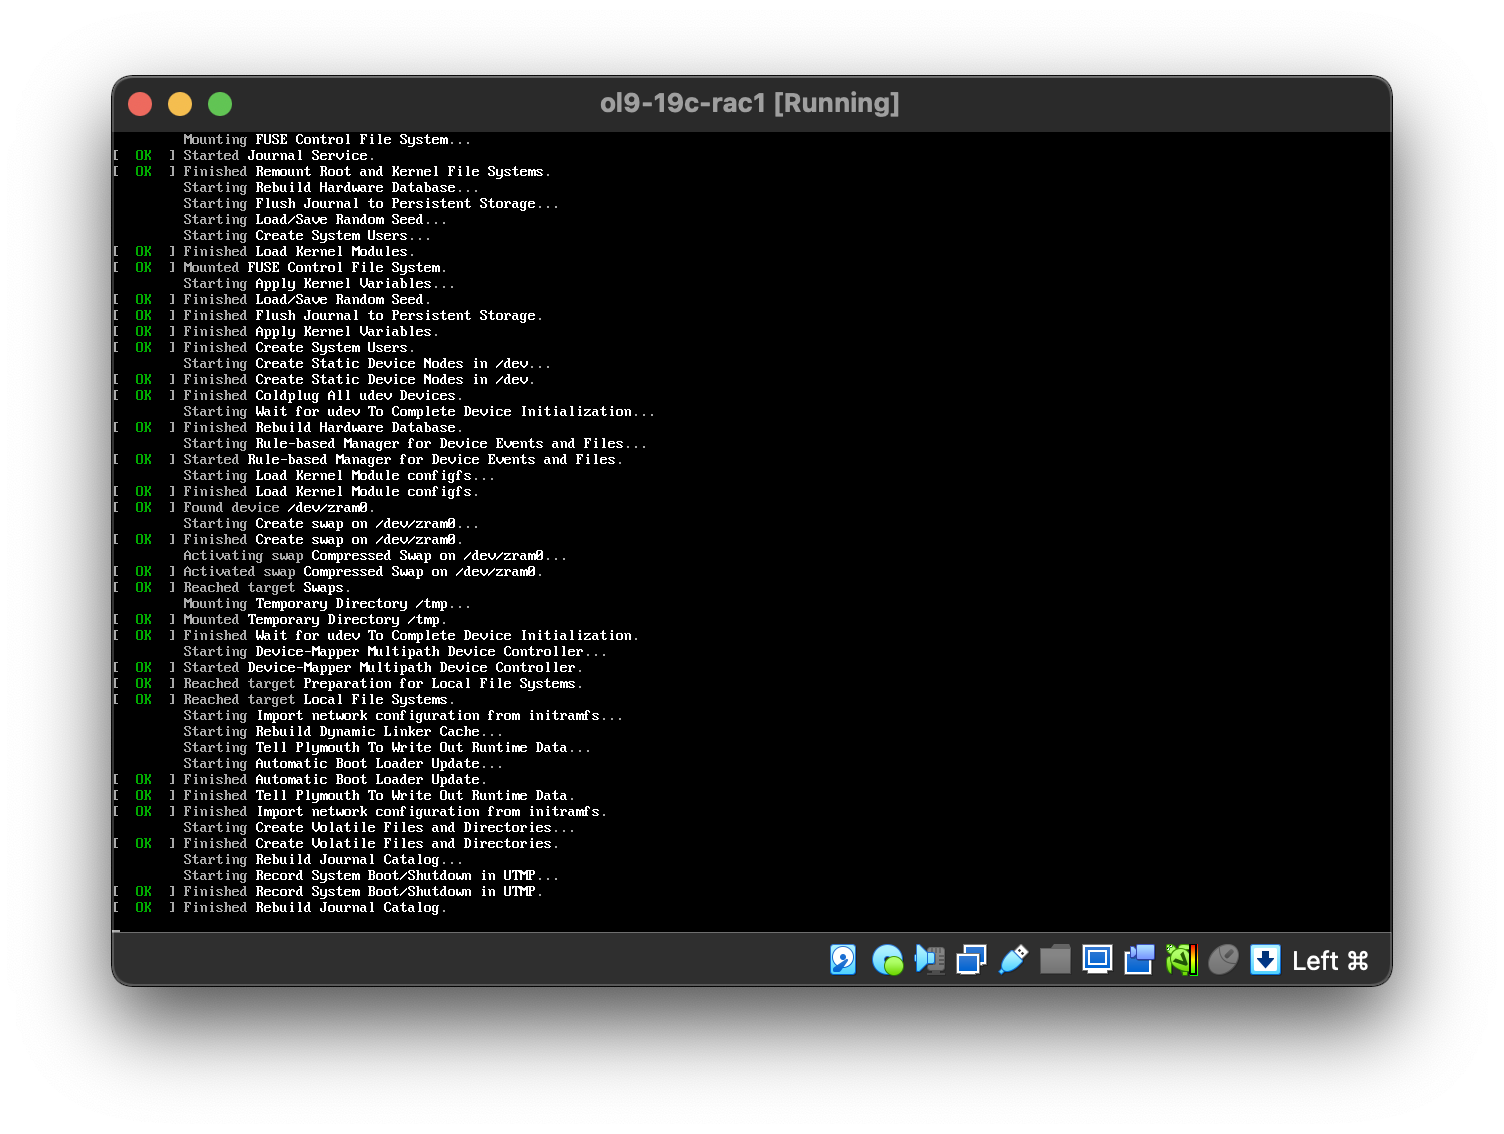 ol9-19c-rac1 [Running]
Mounting FUSE Control File System...
[  OK  ] Started Journal Service.
[  OK  ] Finished Remount Root and Kernel File Systems.
Starting Rebuild Hardware Database...
Starting Flush Journal to Persistent Storage...
Starting Load/Save Random Seed...
Starting Create System Users...
[  OK  ] Finished Load Kernel Modules.
[  OK  ] Mounted FUSE Control File System.
Starting Apply Kernel Variables...
[  OK  ] Finished Load/Save Random Seed.
[  OK  ] Finished Flush Journal to Persistent Storage.
[  OK  ] Finished Apply Kernel Variables.
[  OK  ] Finished Create System Users.
Starting Create Static Device Nodes in /dev...
[  OK  ] Finished Create Static Device Nodes in /dev.
[  OK  ] Finished Coldplug All udev Devices.
Starting Wait for udev To Complete Device Initialization...
[  OK  ] Finished Rebuild Hardware Database.
Starting Rule-based Manager for Device Events and Files...
[  OK  ] Started Rule-based Manager for Device Events and Files.
Starting Load Kernel Module configfs...
[  OK  ] Finished Load Kernel Module configfs.
[  OK  ] Found device /dev/zram0.
Starting Create swap on /dev/zram0...
[  OK  ] Finished Create swap on /dev/zram0.
Activating swap Compressed Swap on /dev/zram0...
[  OK  ] Activated swap Compressed Swap on /dev/zram0.
[  OK  ] Reached target Swaps.
Mounting Temporary Directory /tmp...
[  OK  ] Mounted Temporary Directory /tmp.
[  OK  ] Finished Wait for udev To Complete Device Initialization.
Starting Device-Mapper Multipath Device Controller...
[  OK  ] Started Device-Mapper Multipath Device Controller.
[  OK  ] Reached target Preparation for Local File Systems.
[  OK  ] Reached target Local File Systems.
Starting Import network configuration from initramfs...
Starting Rebuild Dynamic Linker Cache...
Starting Tell Plymouth To Write Out Runtime Data...
Starting Automatic Boot Loader Update...
[  OK  ] Finished Automatic Boot Loader Update.
[  OK  ] Finished Tell Plymouth To Write Out Runtime Data.
[  OK  ] Finished Import network configuration from initramfs.
Starting Create Volatile Files and Directories...
[  OK  ] Finished Create Volatile Files and Directories.
Starting Rebuild Journal Catalog...
Starting Record System Boot/Shutdown in UTMP...
[  OK  ] Finished Record System Boot/Shutdown in UTMP.
[  OK  ] Finished Rebuild Journal Catalog.
Left ⌘